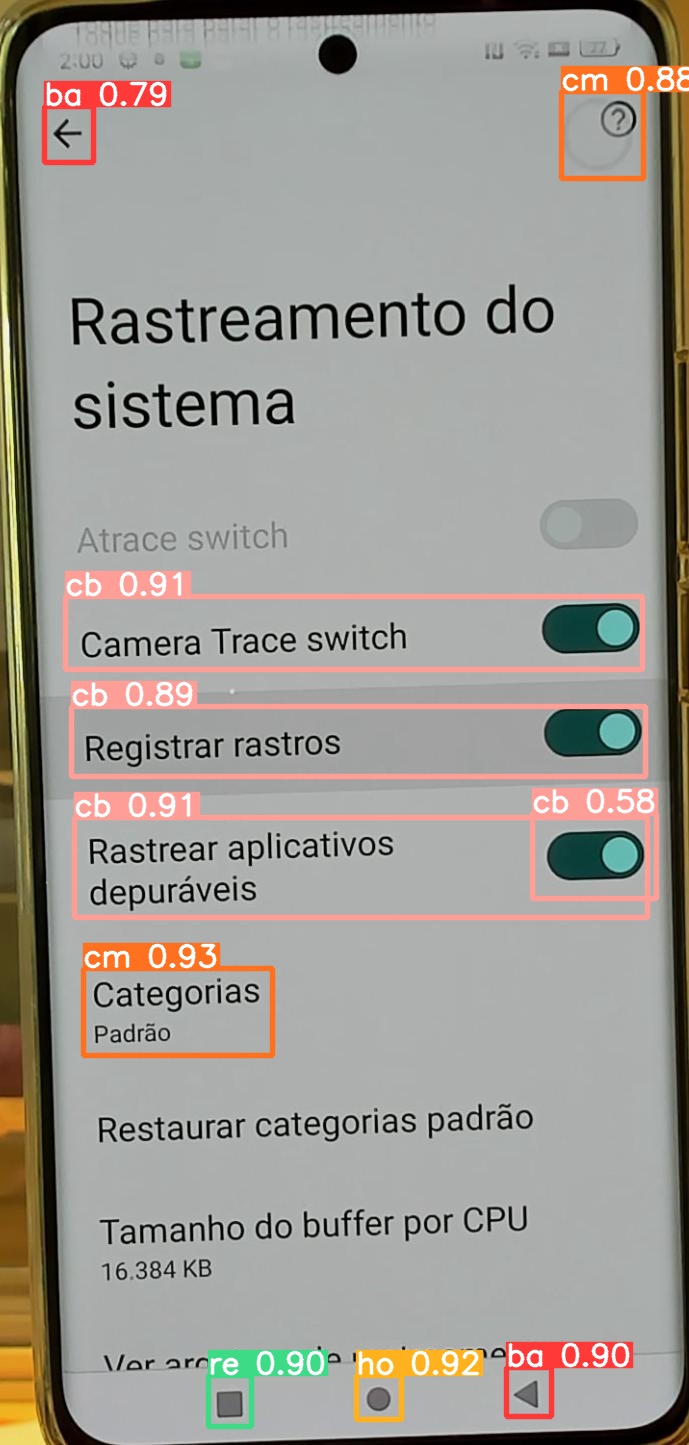 Toque para parar o rastreamento
2:00
27
ba 0.79
cm 0.88
?
Rastreamento do
sistema
Atrace switch
cb 0.91
Camera Trace switch
cb 0.89
Registrar rastros
cb 0.91
cb 0.58
Rastrear aplicativos
depuráveis
cm 0.93
Categorias
Padrão
Restaurar categorias padrão
Tamanho do buffer por CPU
16.384 KB
Ver
re 0.90
ho 0.92
ba 0.90